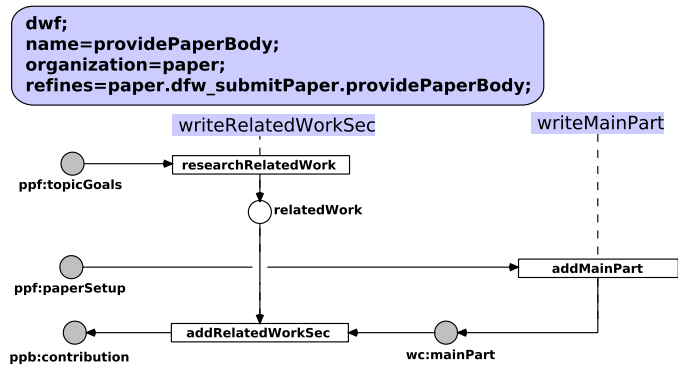 dwf;
name=providePaperBody;
organization=paper;
refines=paper.dfw_submitPaper.providePaperBody;
writeRelatedWorkSec
writeMainPart
researchRelatedWork
ppf:topicGoals
relatedWork
addMainPart
ppf:paperSetup
addRelatedWorkSec
wc:mainPart
ppb:contribution